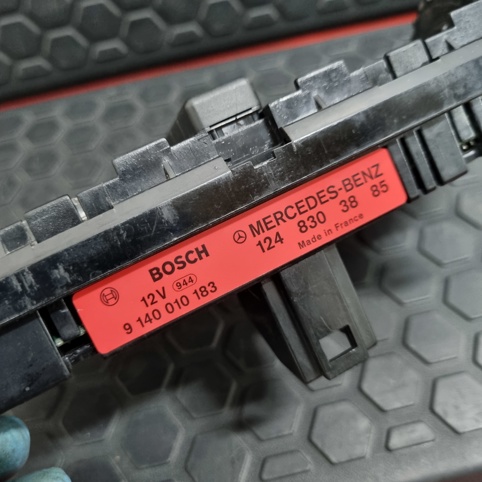 BOSCH
12V 944
9 140 010 183
MERCEDES-BENZ
124 830 38 85
Made in France